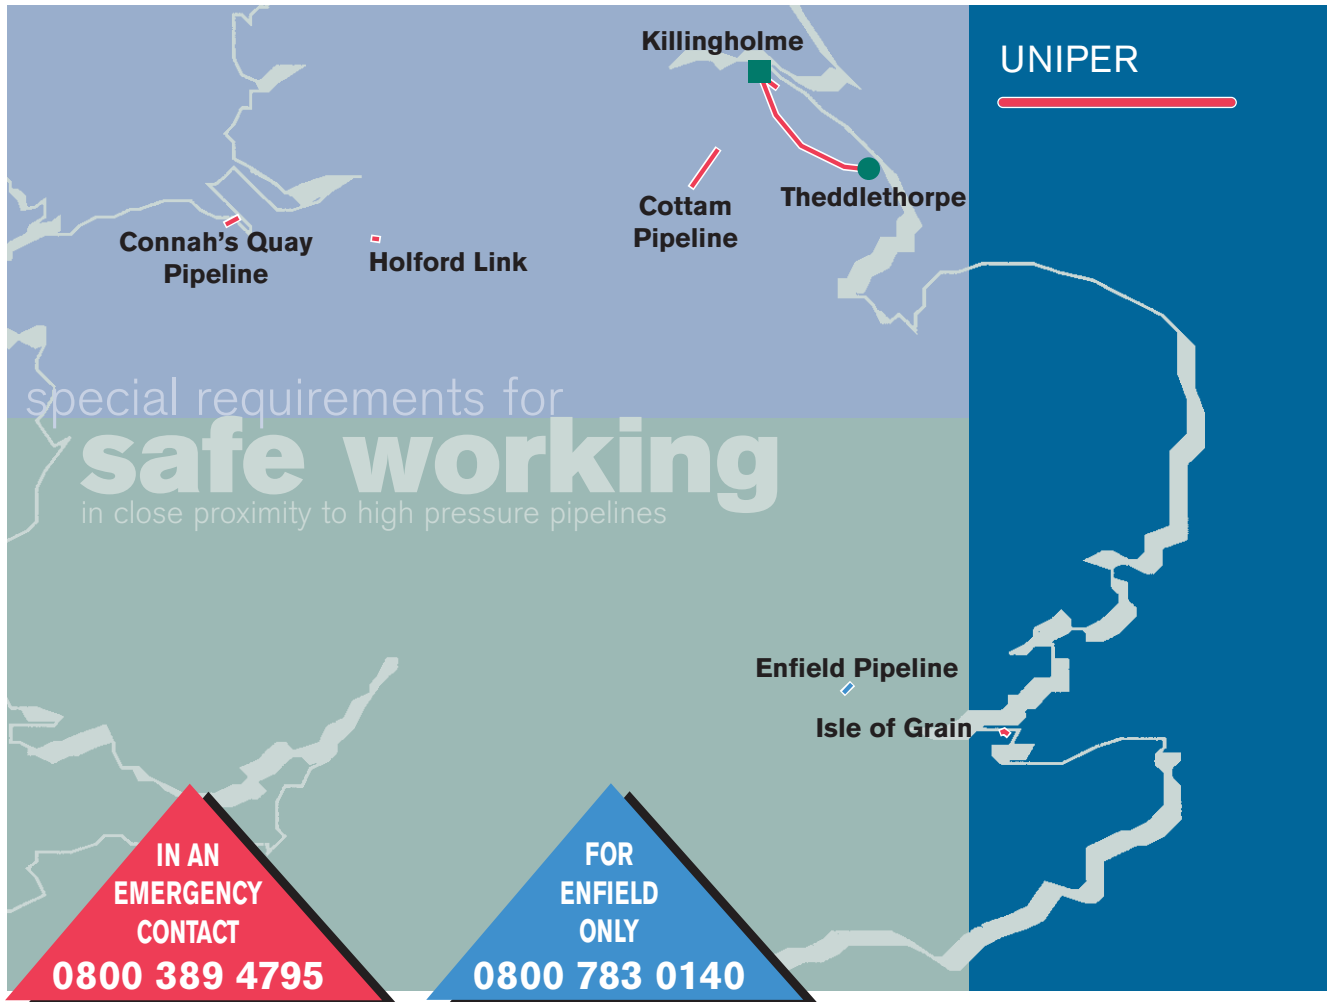 Killingholme
UNIPER
Theddlethorpe
Cottam
Pipeline
Connah's Quay
Pipeline
Holford Link
special requirements for
safe working
in close proximity to high pressure pipelines
Enfield Pipeline
Isle of Grain
IN AN
EMERGENCY
CONTACT
0800 389 4795
FOR
ENFIELD
ONLY
0800 783 0140